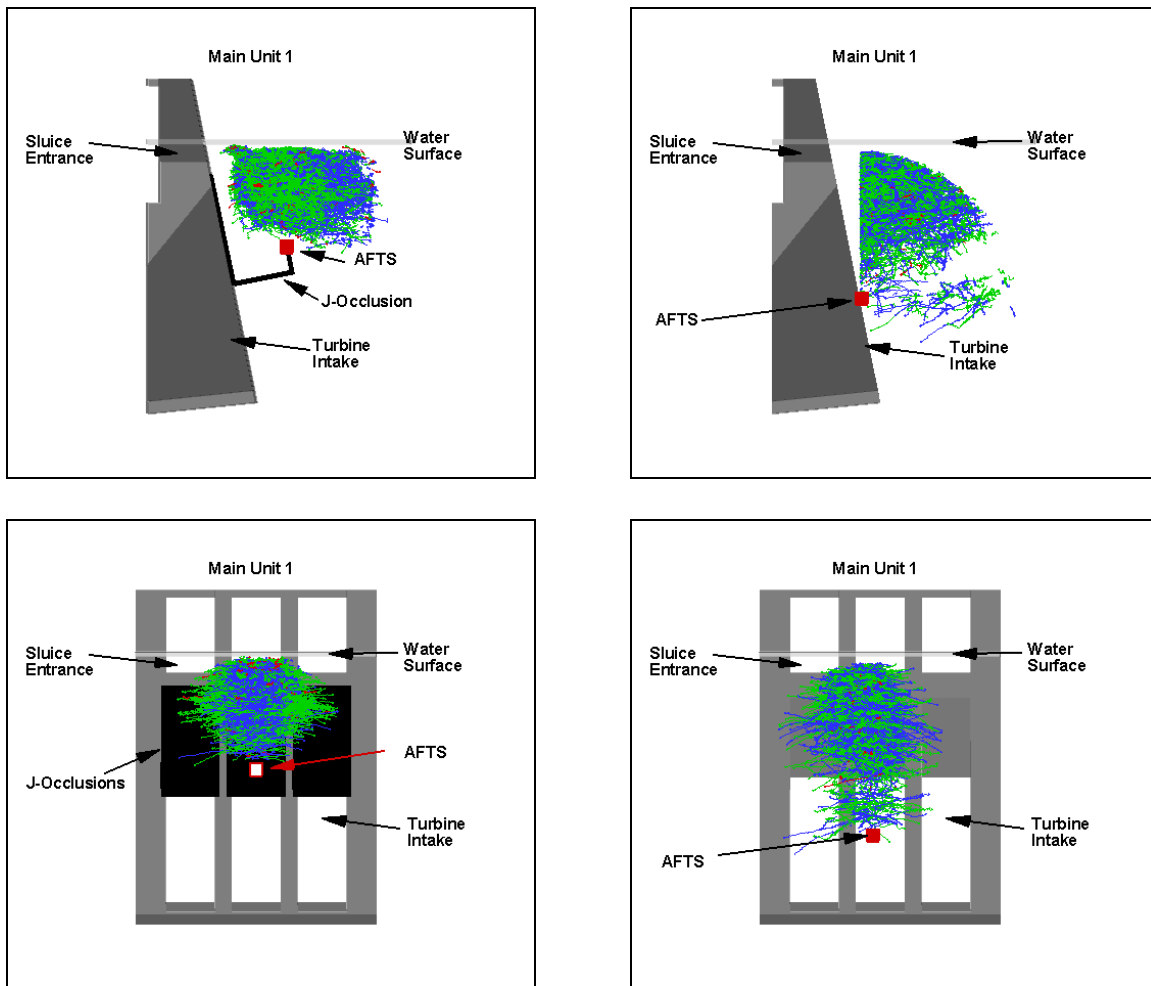 Main Unit 1
Sluice
Entrance
Water
Surface
AFTS
J-Occlusion
Turbine
Intake
Main Unit 1
Sluice
Entrance
Water
Surface
AFTS
Turbine
Intake
Main Unit 1
Sluice
Entrance
Water
Surface
AFTS
J-Occlusions
Turbine
Intake
Main Unit 1
Sluice
Entrance
Water
Surface
Turbine
Intake
AFTS